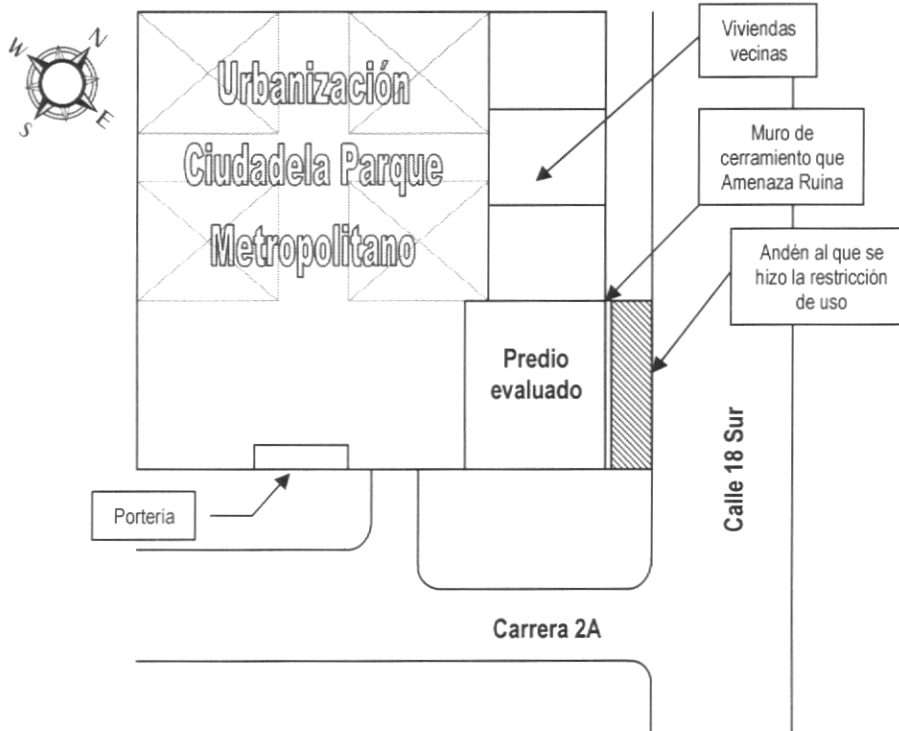 N
W
E
S
Urbanización
Ciudadela Parque
Metropolitano
Viviendas
vecinas
Muro de
cerramiento que
Amenaza Ruina
Andén al que se
hizo la restricción
de uso
Predio
evaluado
Calle 18 Sur
Portería
Carrera 2A